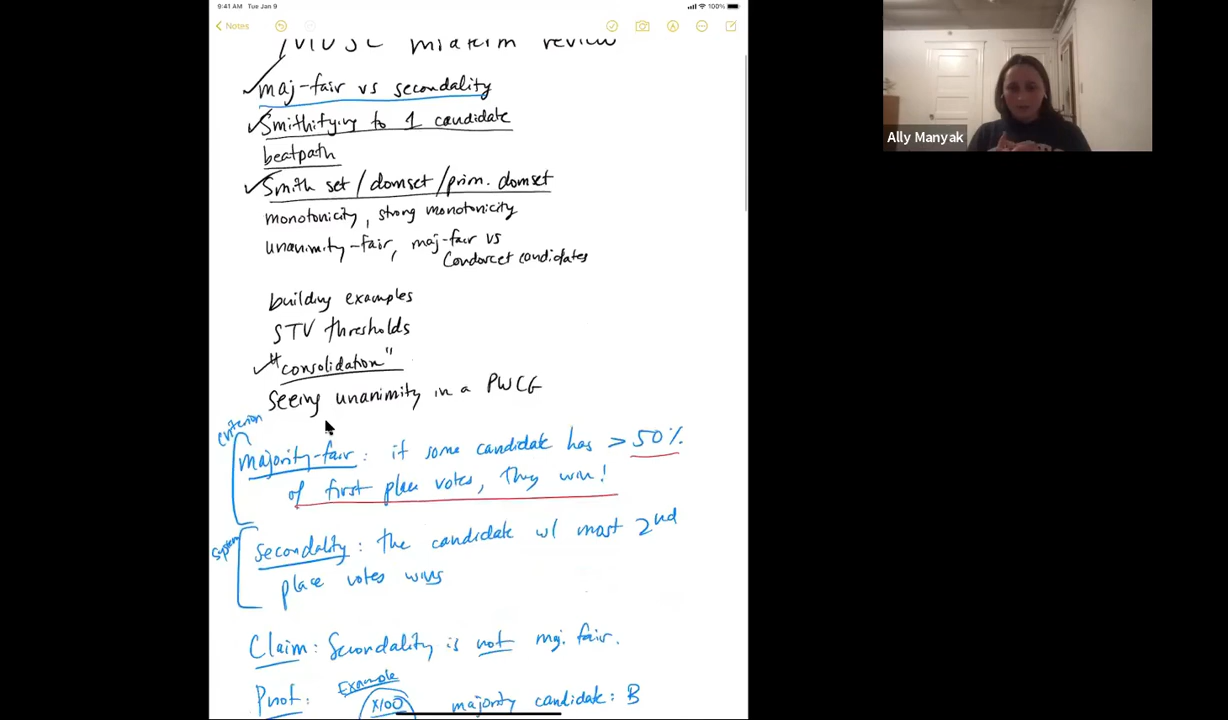 9:41 AM Tue Jan 9
100%
Notes
midterm review
maj-fair vs secondality
Smithifying to 1 candidate
beatpath
Smith set / domset / prim. domset
monotonicity, strong monotonicity
unanimity-fair, maj-fair vs
Condorcet candidates
building examples
STV thresholds
"consolidation"
Seeing unanimity in a PWCG
criterion
majority-fair: if some candidate has > 50%
of first place votes, they win!
system
Secondality: the candidate w/ most 2nd
place votes wins
Claim: Secondality is not maj. fair.
Proof:
Example
x100
majority candidate: B
Ally Manyak